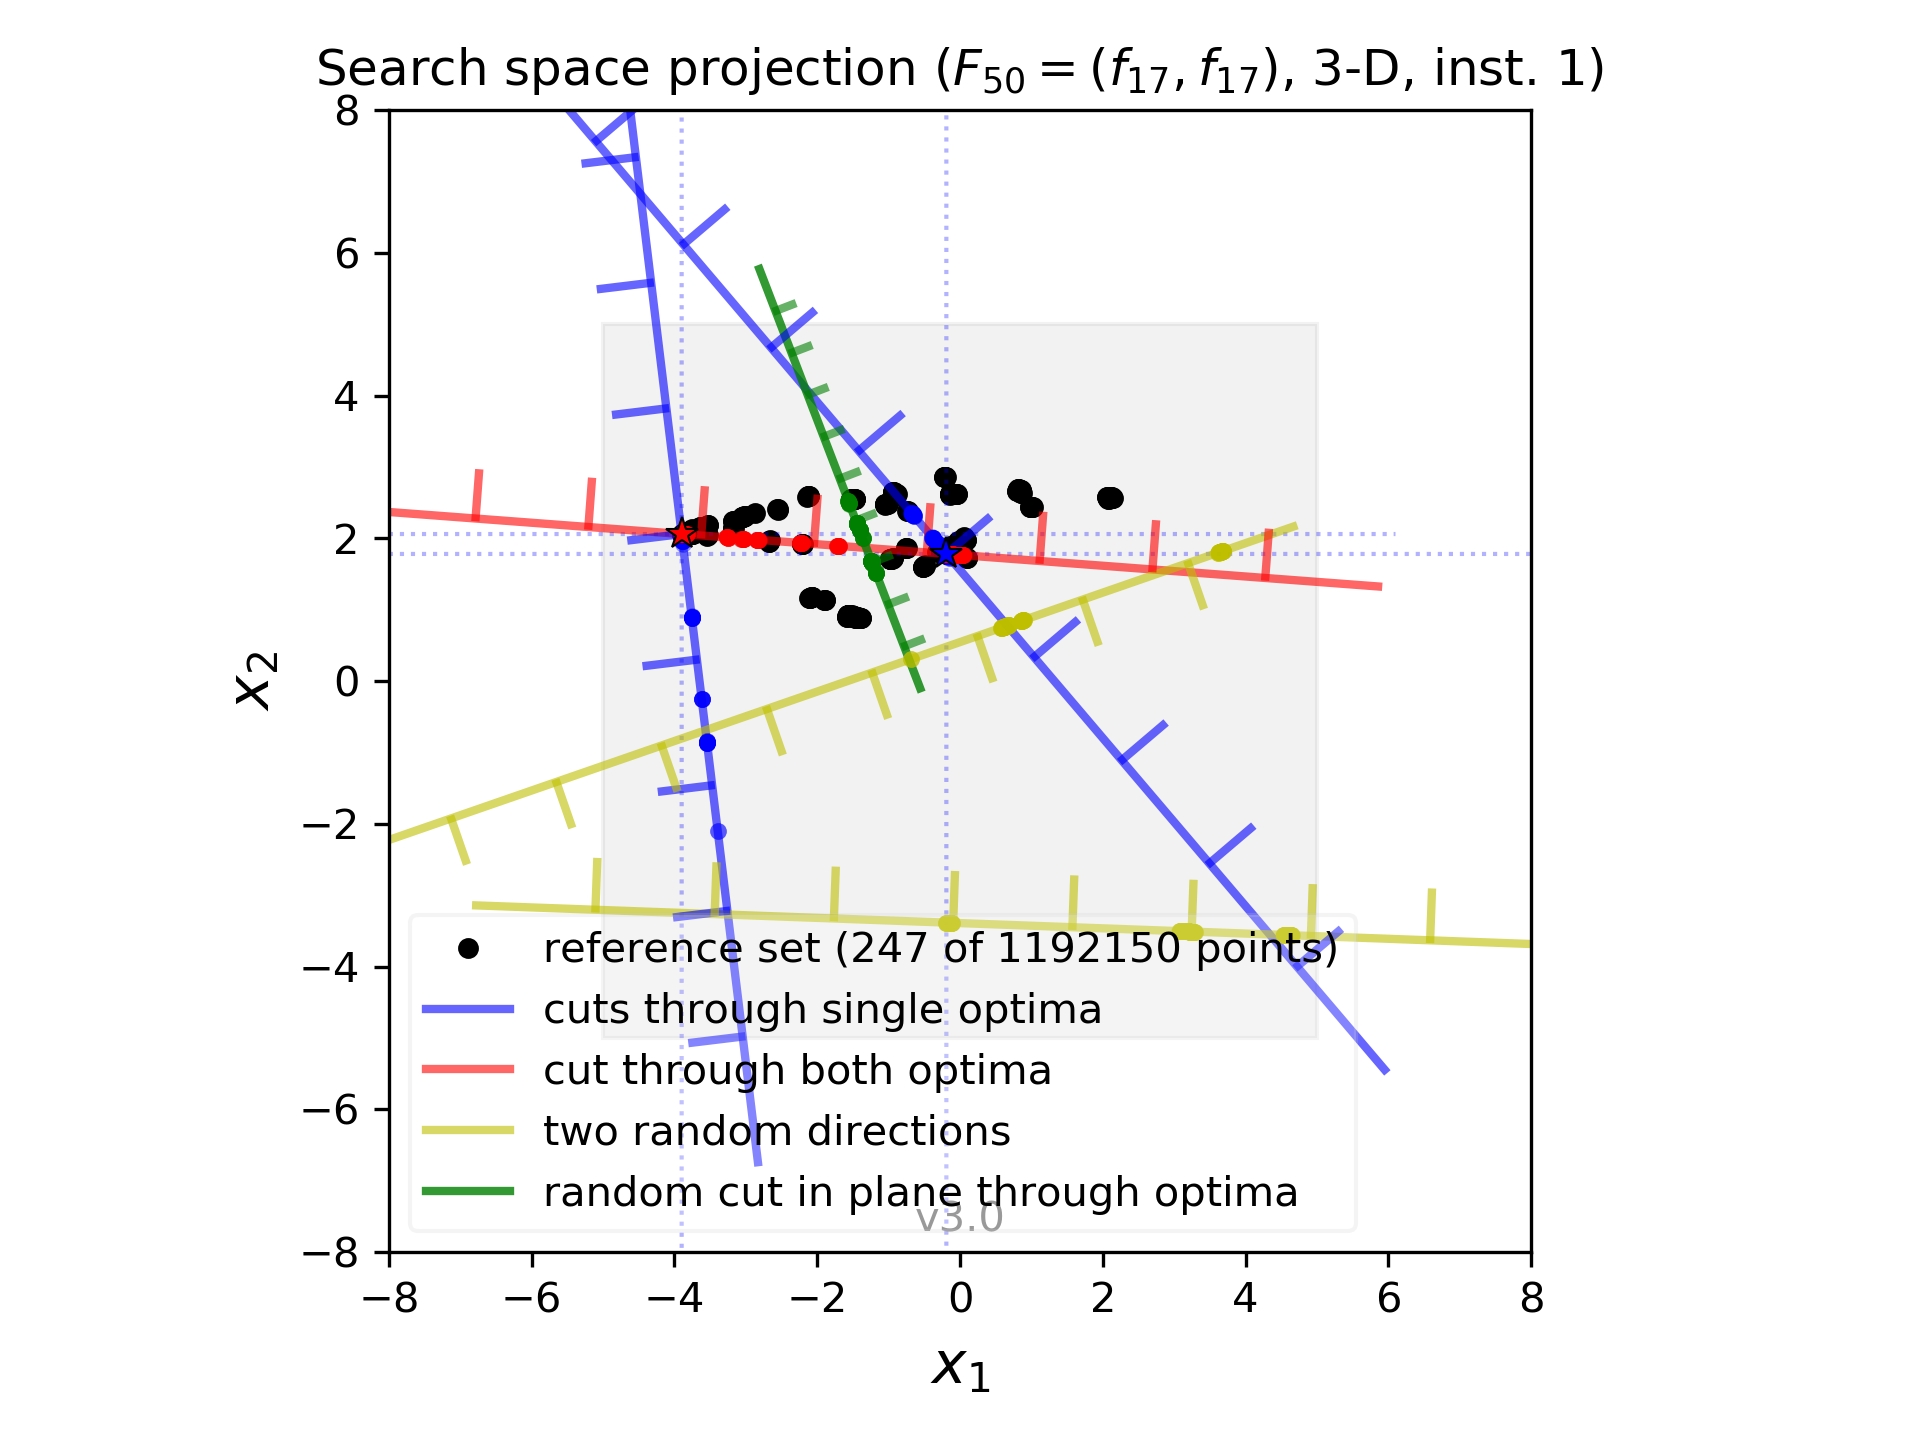 Search space projection (F₅₀ = (f₁₇, f₁₇), 3-D, inst. 1)
8
6
4
2
0
−2
−4
−6
−8
x₂
reference set (247 of 1192150 points)
cuts through single optima
cut through both optima
two random directions
random cut in plane through optima
v3.0
−8 −6 −4 −2 0 2 4 6 8
x₁